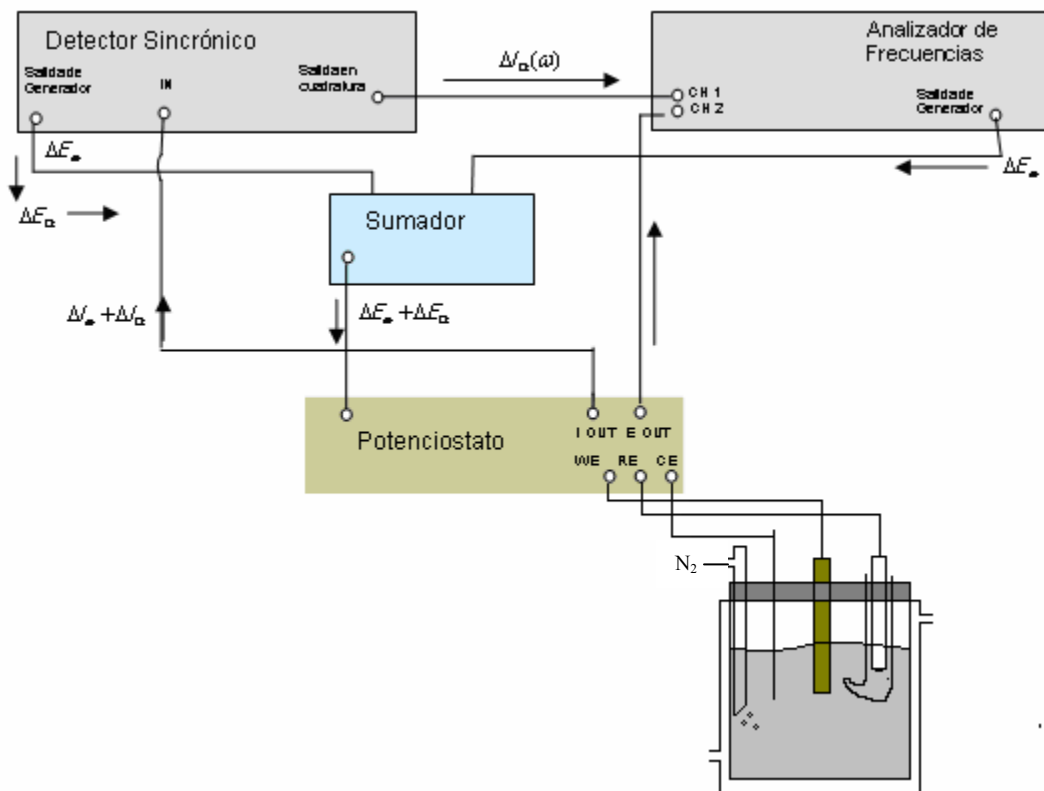 Detector Sincrónico
Salida de
Generador
IN
Salida en
cuadratura
ΔI_Ω(ω)
Analizador de
Frecuencias
CH 1
CH 2
Salida de
Generador
ΔE_ω
ΔE_Ω
ΔE_ω
Sumador
ΔI_ω + ΔI_Ω
ΔE_ω + ΔE_Ω
Potenciostato
I OUT E OUT
WE RE CE
N₂